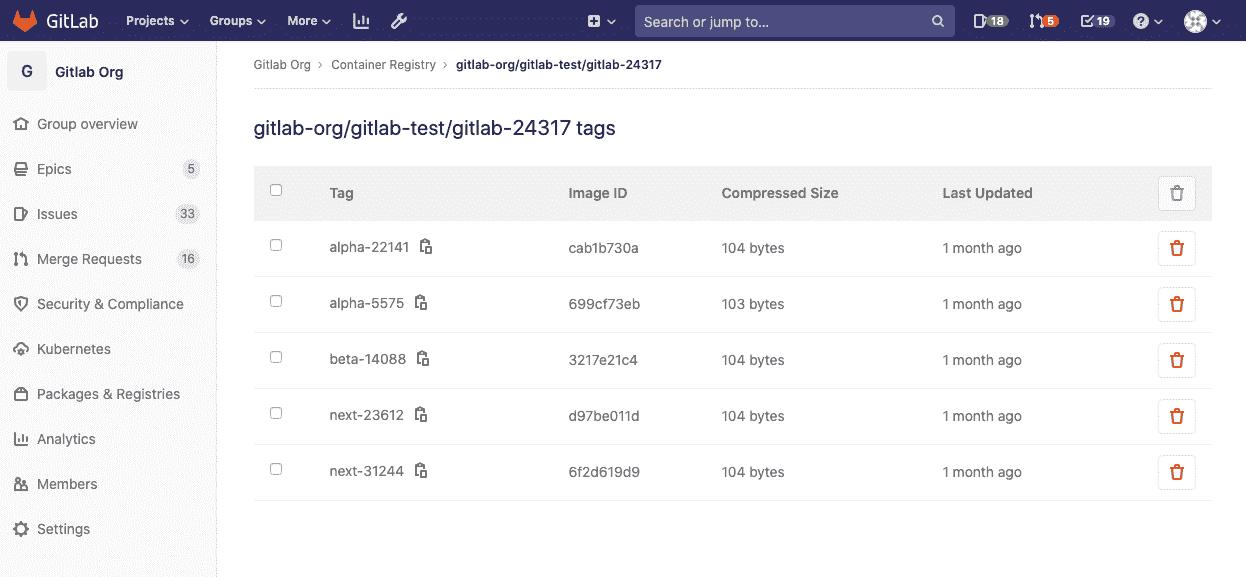 GitLab Projects Groups More Search or jump to... 18 5 19
G Gitlab Org
Group overview
Epics 5
Issues 33
Merge Requests 16
Security & Compliance
Kubernetes
Packages & Registries
Analytics
Members
Settings
Gitlab Org › Container Registry › gitlab-org/gitlab-test/gitlab-24317
gitlab-org/gitlab-test/gitlab-24317 tags
Tag Image ID Compressed Size Last Updated
alpha-22141 cab1b730a 104 bytes 1 month ago
alpha-5575 699cf73eb 103 bytes 1 month ago
beta-14088 3217e21c4 104 bytes 1 month ago
next-23612 d97be011d 104 bytes 1 month ago
next-31244 6f2d619d9 104 bytes 1 month ago